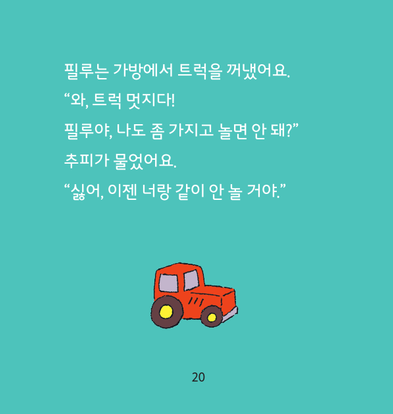 필루는 가방에서 트럭을 꺼냈어요.
“와, 트럭 멋지다!
필루야, 나도 좀 가지고 놀면 안 돼?”
추피가 물었어요.
“싫어, 이젠 너랑 같이 안 놀 거야.”
20